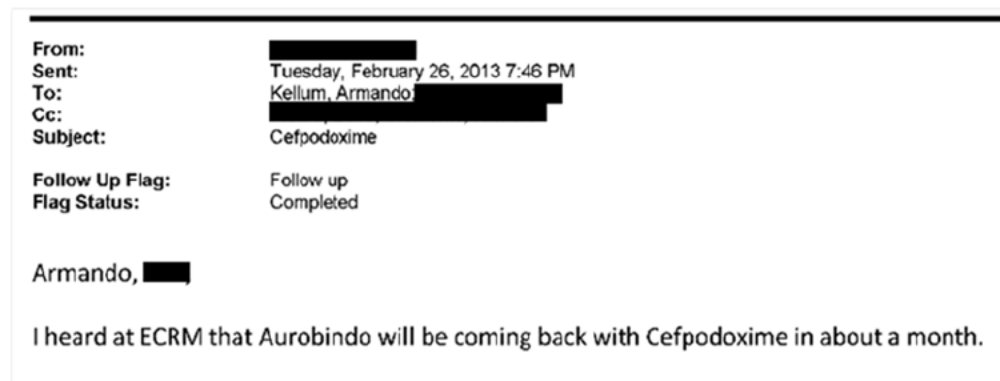 From:
Sent: Tuesday, February 26, 2013 7:46 PM
To: Kellum, Armando
Cc:
Subject: Cefpodoxime
Follow Up Flag: Follow up
Flag Status: Completed
Armando,
I heard at ECRM that Aurobindo will be coming back with Cefpodoxime in about a month.